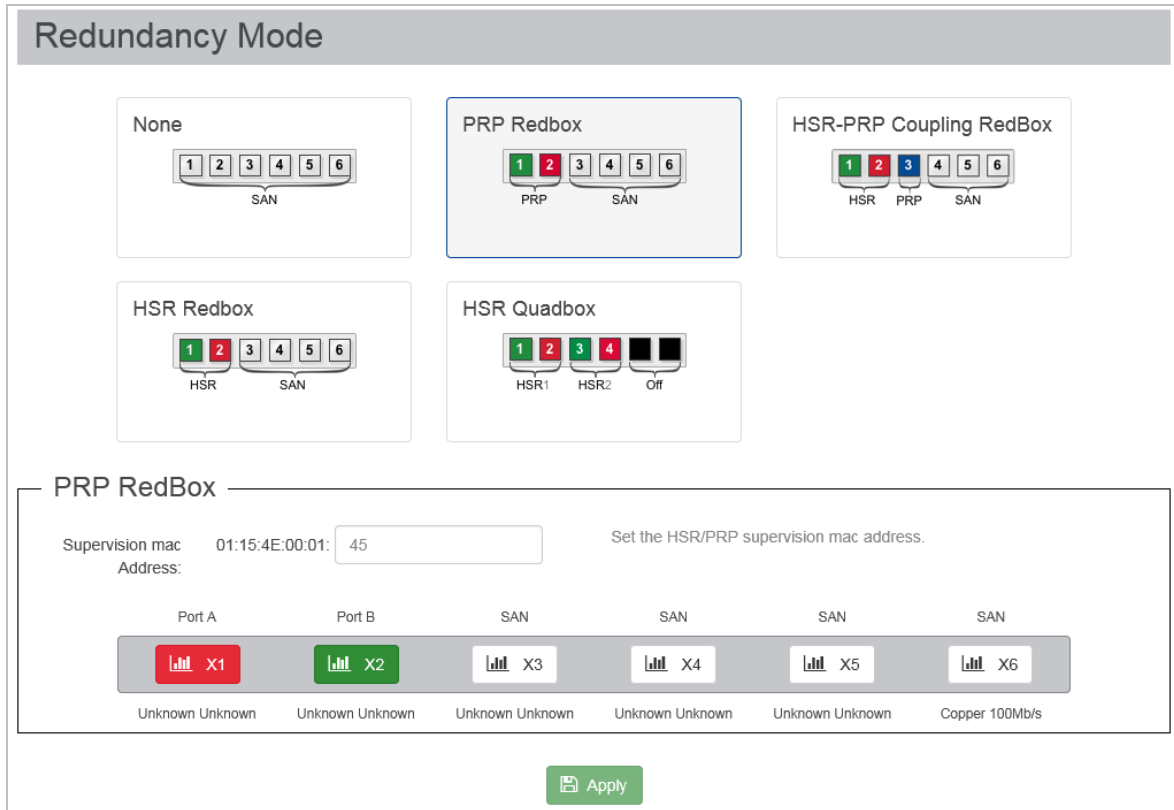 Redundancy Mode
None
1 2 3 4 5 6
SAN
PRP Redbox
1 2 3 4 5 6
PRP SAN
HSR-PRP Coupling RedBox
1 2 3 4 5 6
HSR PRP SAN
HSR Redbox
1 2 3 4 5 6
HSR SAN
HSR Quadbox
1 2 3 4
HSR1 HSR2 Off
PRP RedBox
Supervision mac Address: 01:15:4E:00:01: 45 Set the HSR/PRP supervision mac address.
Port A Port B SAN SAN SAN SAN
X1 X2 X3 X4 X5 X6
Unknown Unknown Unknown Unknown Unknown Unknown Unknown Unknown Unknown Unknown Copper 100Mb/s
Apply